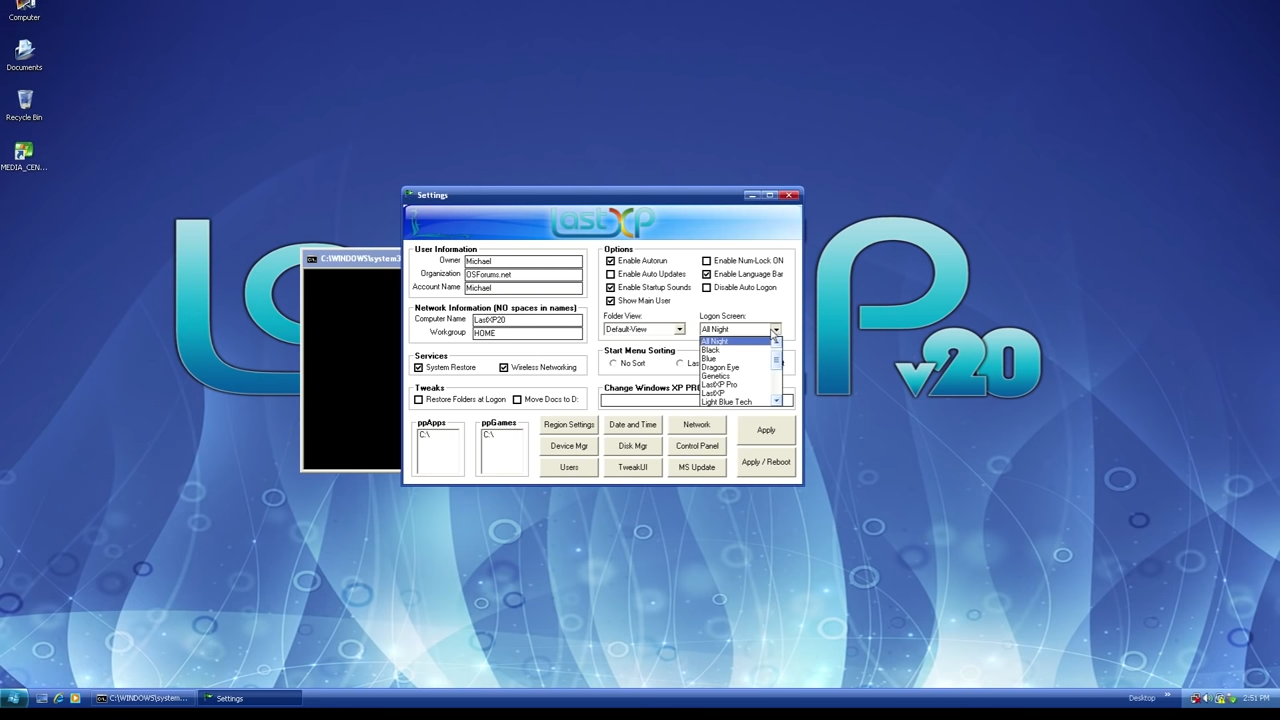 Computer
Documents
Recycle Bin
MEDIA_CEN...
Settings
LastXP
C:\WINDOWS\system3
User Information
Owner Michael
Organization OSForums.net
Account Name Michael
Network Information (NO spaces in names)
Computer Name LastXP20
Workgroup HOME
Services
System Restore Wireless Networking
Tweaks
Restore Folders at Logon Move Docs to D:
ppApps ppGames
C:\ C:\
Options
Enable Autorun Enable Num-Lock ON
Enable Auto Updates Enable Language Bar
Enable Startup Sounds Disable Auto Logon
Show Main User
Folder View: Logon Screen:
Default-View All Night
All Night
Black
Blue
Dragon Eye
Genetics
LastXP Pro
LastXP
Light Blue Tech
Start Menu Sorting
No Sort Las
Change Windows XP PRO
Region Settings Date and Time Network Apply
Device Mgr Disk Mgr Control Panel
Users TweakUI MS Update Apply / Reboot
v20
C:\WINDOWS\system... Settings Desktop 2:51 PM